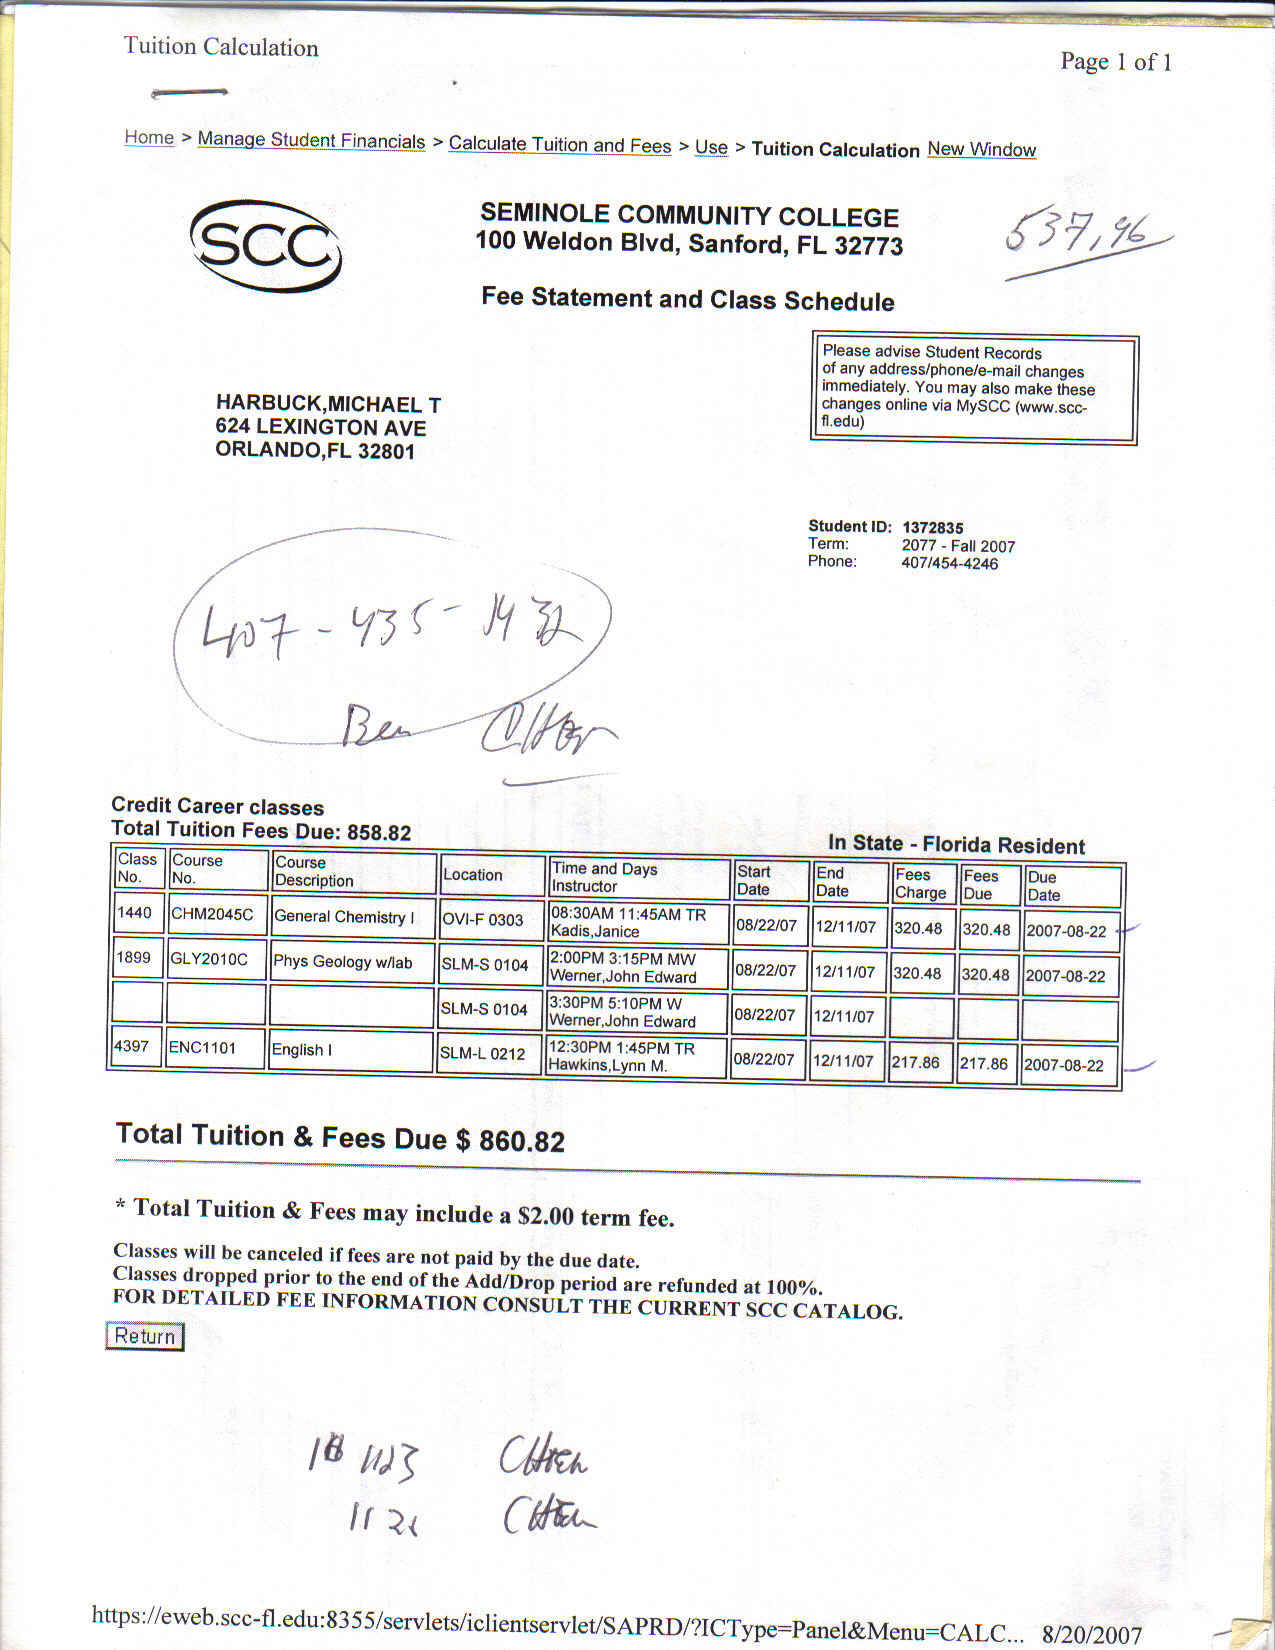 Tuition Calculation
Page 1 of 1
Home > Manage Student Financials > Calculate Tuition and Fees > Use > Tuition Calculation New Window
SCC
SEMINOLE COMMUNITY COLLEGE
100 Weldon Blvd, Sanford, FL 32773
537,96
Fee Statement and Class Schedule
Please advise Student Records
of any address/phone/e-mail changes
immediately. You may also make these
changes online via MySCC (www.scc-
fl.edu)
HARBUCK,MICHAEL T
624 LEXINGTON AVE
ORLANDO,FL 32801
Student ID: 1372835
Term: 2077 - Fall 2007
Phone: 407/454-4246
407-435-1432
Ben
Credit Career classes
Total Tuition Fees Due: 858.82
In State - Florida Resident
Class No. Course No. Course Description Location Time and Days Instructor Start Date End Date Fees Charge Fees Due Due Date
1440 CHM2045C General Chemistry I OVI-F 0303 08:30AM 11:45AM TR Kadis,Janice 08/22/07 12/11/07 320.48 320.48 2007-08-22
1899 GLY2010C Phys Geology w/lab SLM-S 0104 2:00PM 3:15PM MW Werner,John Edward 08/22/07 12/11/07 320.48 320.48 2007-08-22
SLM-S 0104 3:30PM 5:10PM W Werner,John Edward 08/22/07 12/11/07
4397 ENC1101 English I SLM-L 0212 12:30PM 1:45PM TR Hawkins,Lynn M. 08/22/07 12/11/07 217.86 217.86 2007-08-22
Total Tuition & Fees Due $ 860.82
* Total Tuition & Fees may include a $2.00 term fee.
Classes will be canceled if fees are not paid by the due date.
Classes dropped prior to the end of the Add/Drop period are refunded at 100%.
FOR DETAILED FEE INFORMATION CONSULT THE CURRENT SCC CATALOG.
Return
1123
https://eweb.scc-fl.edu:8355/servlets/iclientservlet/SAPRD/?ICType=Panel&Menu=CALC... 8/20/2007